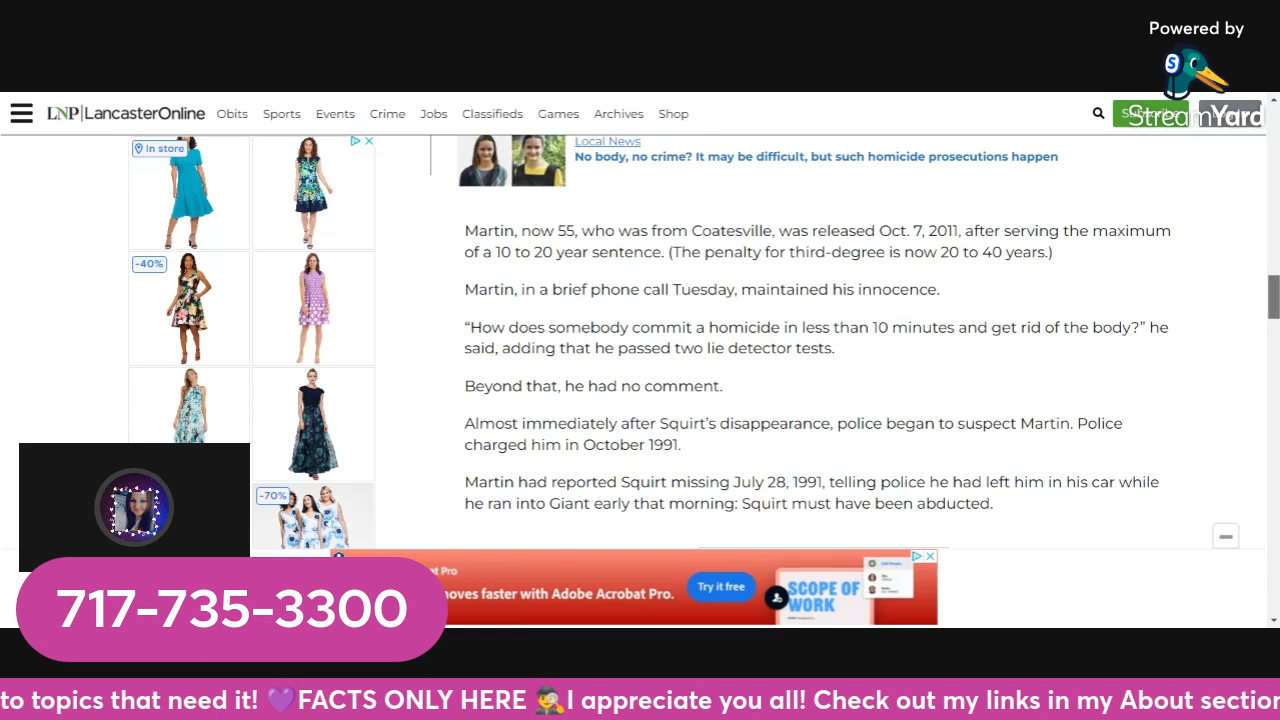 Powered by
S
StreamYard
LNP|LancasterOnline Obits Sports Events Crime Jobs Classifieds Games Archives Shop
In store
Local News
No body, no crime? It may be difficult, but such homicide prosecutions happen
Martin, now 55, who was from Coatesville, was released Oct. 7, 2011, after serving the maximum
of a 10 to 20 year sentence. (The penalty for third-degree is now 20 to 40 years.)
-40%
Martin, in a brief phone call Tuesday, maintained his innocence.
“How does somebody commit a homicide in less than 10 minutes and get rid of the body?” he
said, adding that he passed two lie detector tests.
Beyond that, he had no comment.
Almost immediately after Squirt’s disappearance, police began to suspect Martin. Police
charged him in October 1991.
Martin had reported Squirt missing July 28, 1991, telling police he had left him in his car while
he ran into Giant early that morning: Squirt must have been abducted.
-70%
at Pro
oves faster with Adobe Acrobat Pro.
Try it free
SCOPE OF
WORK
717-735-3300
to topics that need it! 💜FACTS ONLY HERE 🕵️I appreciate you all! Check out my links in my About section